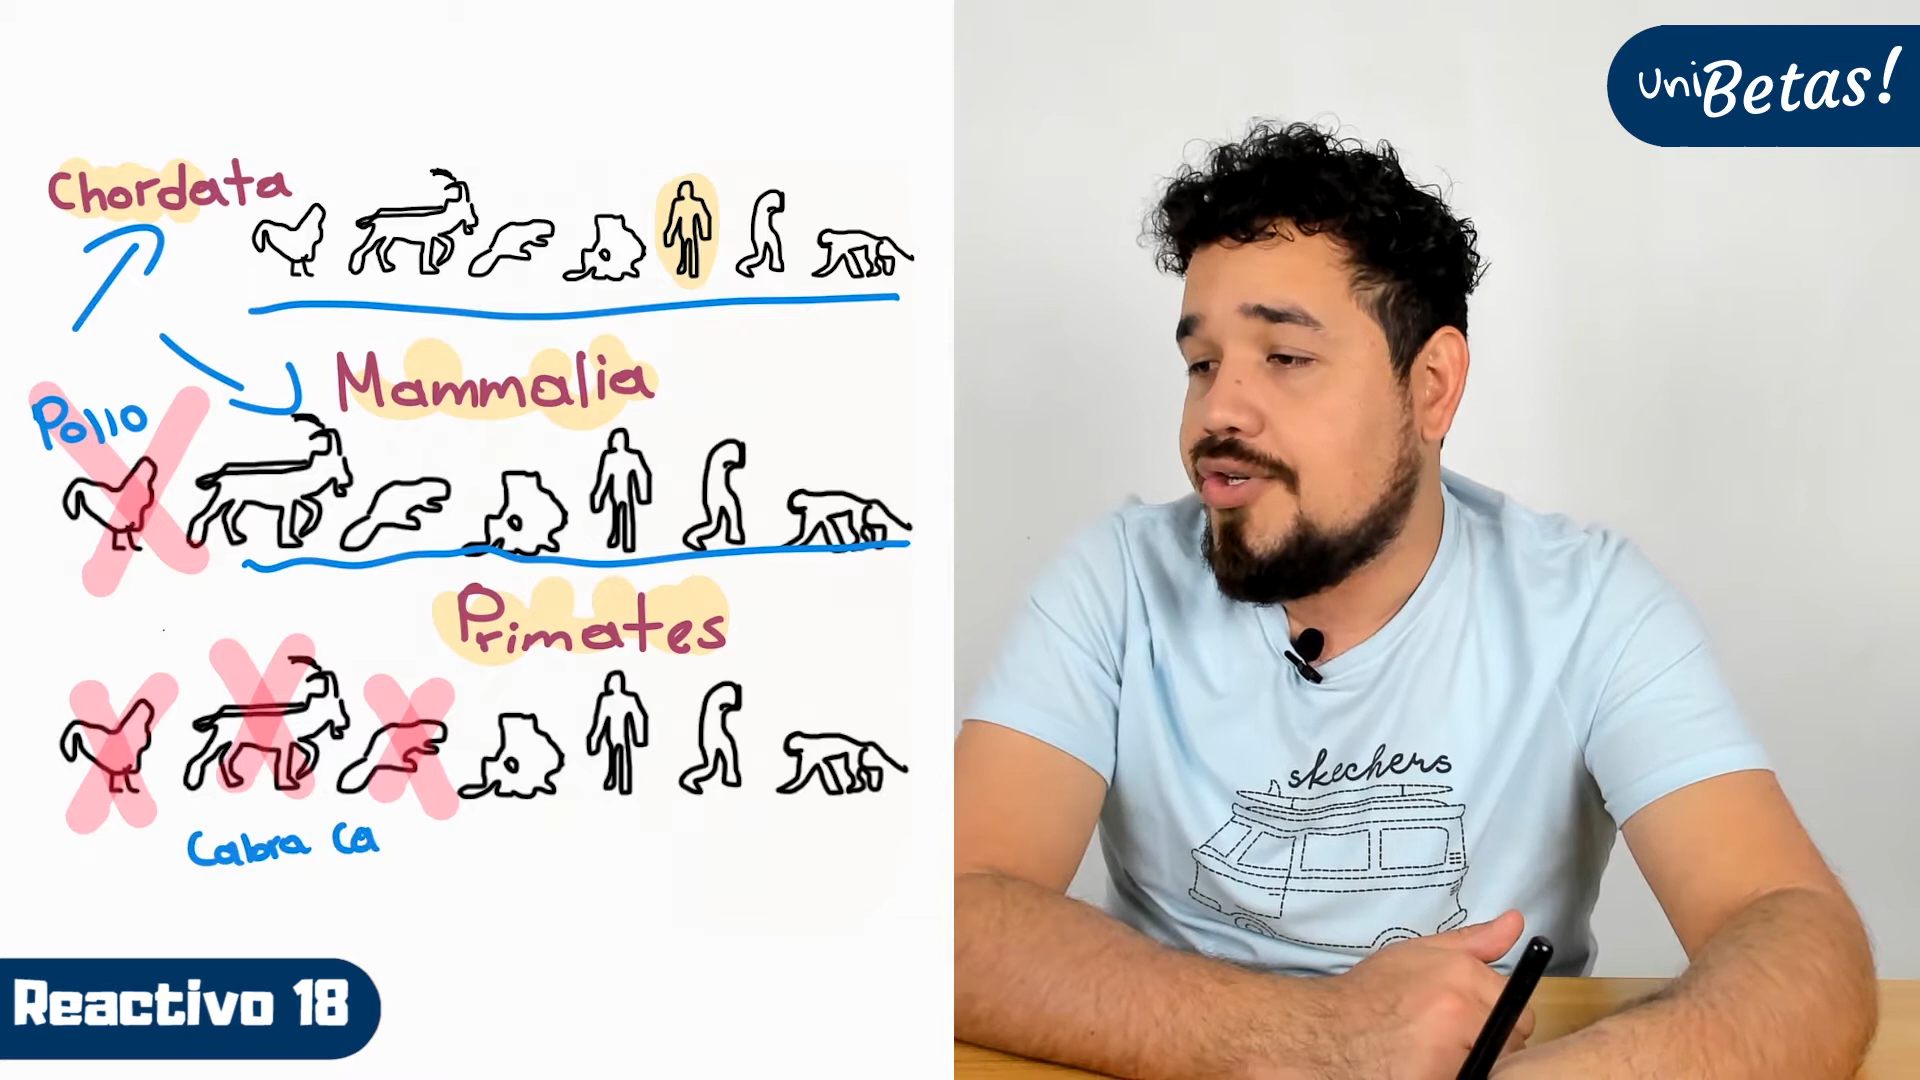 Chordata
Mammalia
Pollo
Primates
Cabra Ca
Reactivo 18
UniBetas!
skechers